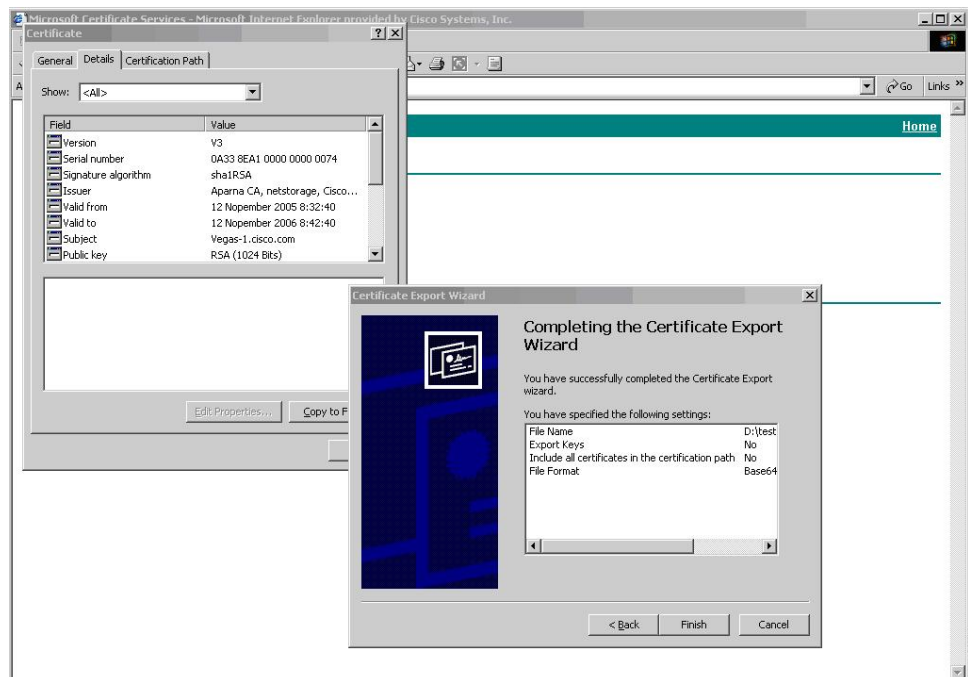 Microsoft Certificate Services - Microsoft Internet Explorer provided by Cisco Systems, Inc.
Certificate
General Details Certification Path
Go Links »
Show: <All>
Home
Field Value
Version V3
Serial number 0A33 8EA1 0000 0000 0074
Signature algorithm sha1RSA
Issuer Aparna CA, netstorage, Cisco...
Valid from 12 Nopember 2005 8:32:40
Valid to 12 Nopember 2006 8:42:40
Subject Vegas-1.cisco.com
Public key RSA (1024 Bits)
Edit Properties... Copy to F
Certificate Export Wizard
Completing the Certificate Export
Wizard
You have successfully completed the Certificate Export
wizard.
You have specified the following settings:
File Name D:\test
Export Keys No
Include all certificates in the certification path No
File Format Base64
< Back Finish Cancel